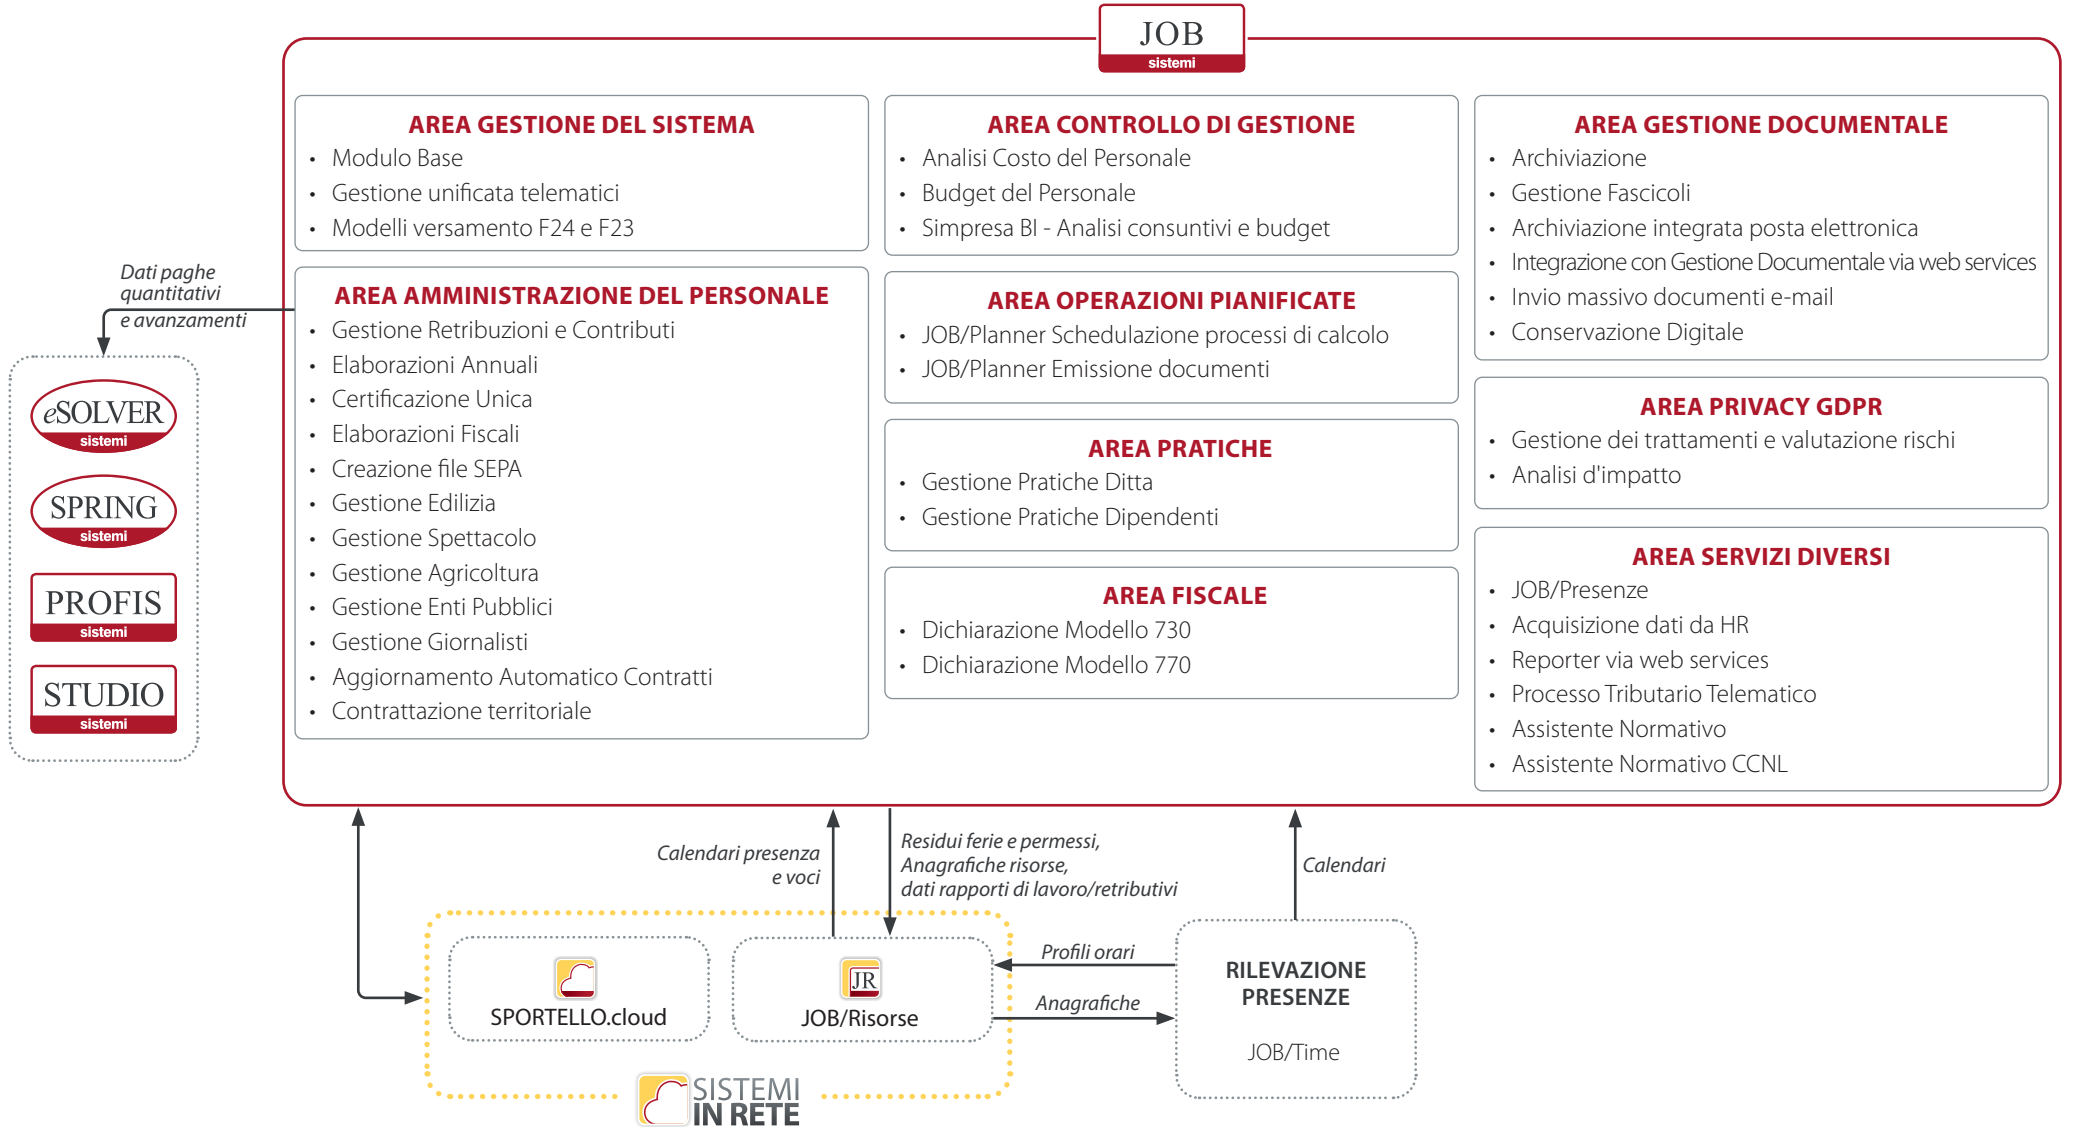 JOB
sistemi
AREA GESTIONE DEL SISTEMA
• Modulo Base
• Gestione unificata telematici
• Modelli versamento F24 e F23
AREA AMMINISTRAZIONE DEL PERSONALE
• Gestione Retribuzioni e Contributi
• Elaborazioni Annuali
• Certificazione Unica
• Elaborazioni Fiscali
• Creazione file SEPA
• Gestione Edilizia
• Gestione Spettacolo
• Gestione Agricoltura
• Gestione Enti Pubblici
• Gestione Giornalisti
• Aggiornamento Automatico Contratti
• Contrattazione territoriale
AREA CONTROLLO DI GESTIONE
• Analisi Costo del Personale
• Budget del Personale
• Simpresa BI - Analisi consuntivi e budget
AREA OPERAZIONI PIANIFICATE
• JOB/Planner Schedulazione processi di calcolo
• JOB/Planner Emissione documenti
AREA PRATICHE
• Gestione Pratiche Ditta
• Gestione Pratiche Dipendenti
AREA FISCALE
• Dichiarazione Modello 730
• Dichiarazione Modello 770
AREA GESTIONE DOCUMENTALE
• Archiviazione
• Gestione Fascicoli
• Archiviazione integrata posta elettronica
• Integrazione con Gestione Documentale via web services
• Invio massivo documenti e-mail
• Conservazione Digitale
AREA PRIVACY GDPR
• Gestione dei trattamenti e valutazione rischi
• Analisi d'impatto
AREA SERVIZI DIVERSI
• JOB/Presenze
• Acquisizione dati da HR
• Reporter via web services
• Processo Tributario Telematico
• Assistente Normativo
• Assistente Normativo CCNL
Dati paghe
quantitativi
e avanzamenti
eSOLVER
sistemi
SPRING
sistemi
PROFIS
sistemi
STUDIO
sistemi
Calendari presenza
e voci
Residui ferie e permessi,
Anagrafiche risorse,
dati rapporti di lavoro/retributivi
Calendari
SPORTELLO.cloud
JR
JOB/Risorse
Profili orari
Anagrafiche
RILEVAZIONE
PRESENZE
JOB/Time
SISTEMI
IN RETE